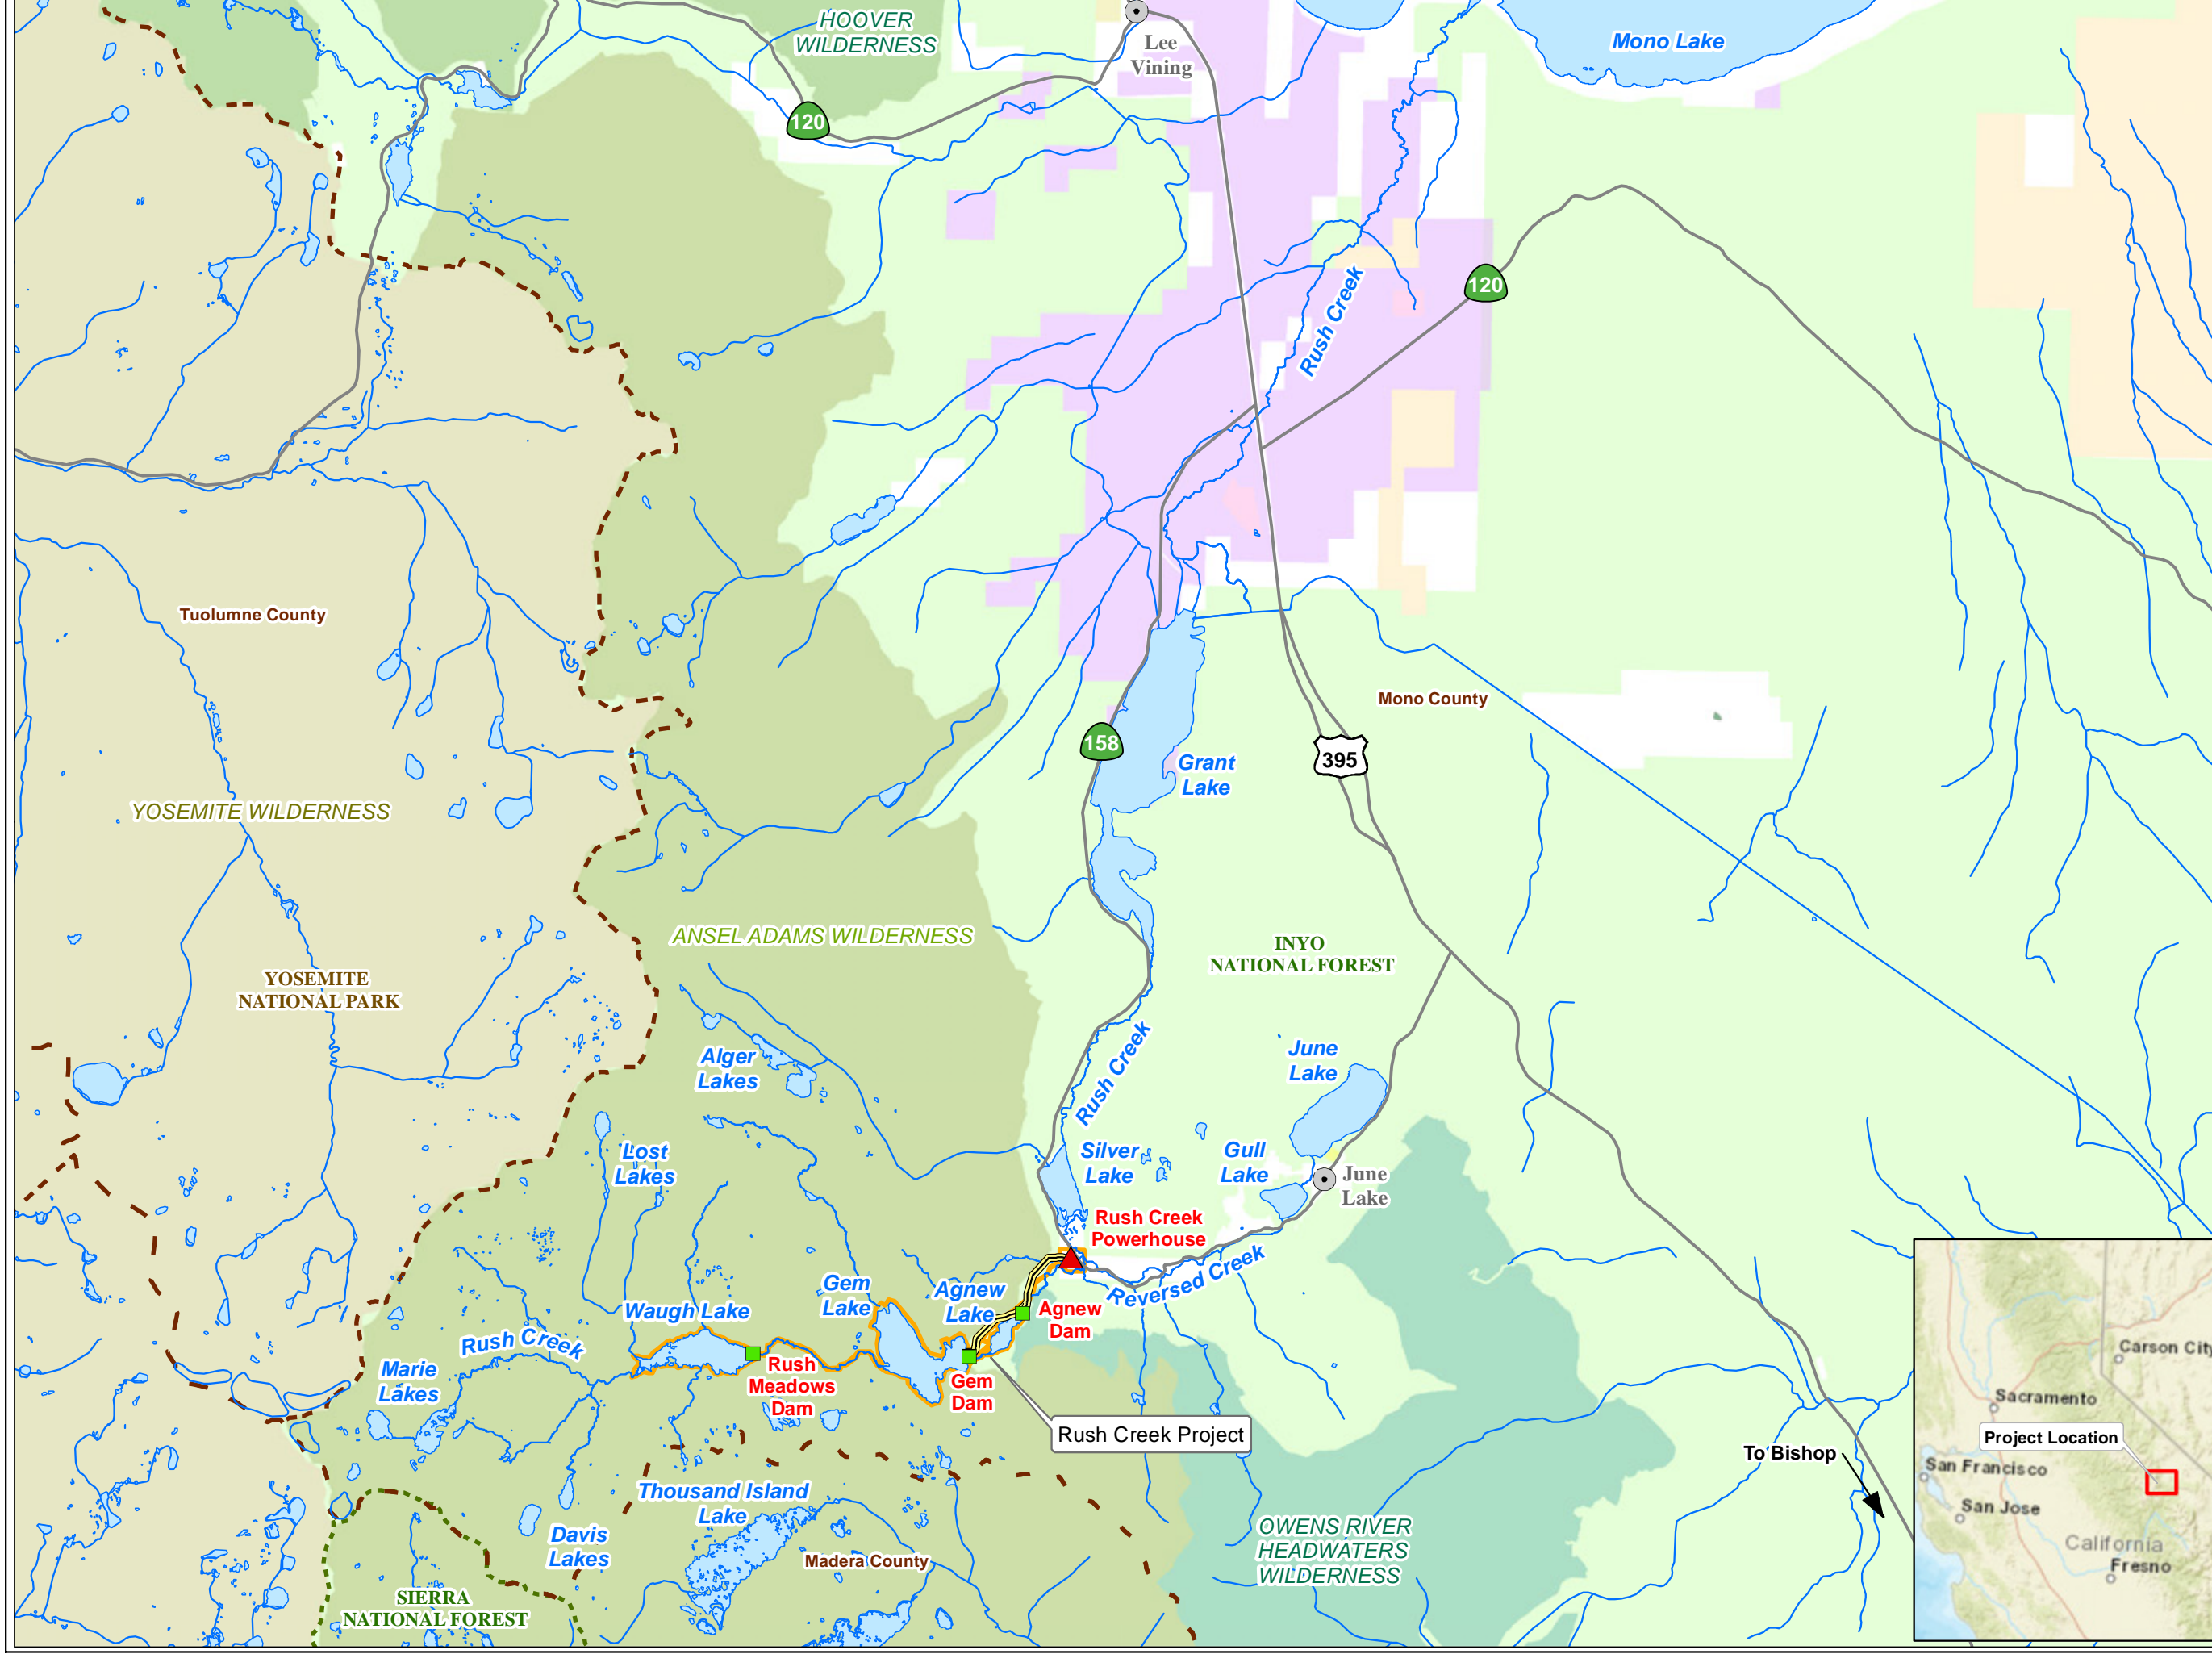 HOOVER
WILDERNESS
Lee
Vining
Mono Lake
120
120
Rush Creek
Tuolumne County
Mono County
158
395
Grant
Lake
YOSEMITE WILDERNESS
ANSEL ADAMS WILDERNESS
INYO
NATIONAL FOREST
YOSEMITE
NATIONAL PARK
Rush Creek
Alger
Lakes
June
Lake
Lost
Lakes
Silver
Lake
Gull
Lake
June
Lake
Rush Creek
Powerhouse
Reversed Creek
Gem
Lake
Agnew
Lake
Agnew
Dam
Waugh Lake
Rush Creek
Marie
Lakes
Rush
Meadows
Dam
Gem
Dam
Rush Creek Project
Thousand Island
Lake
Davis
Lakes
Madera County
SIERRA
NATIONAL FOREST
OWENS RIVER
HEADWATERS
WILDERNESS
To Bishop
Carson City
Sacramento
Project Location
San Francisco
San Jose
California
Fresno